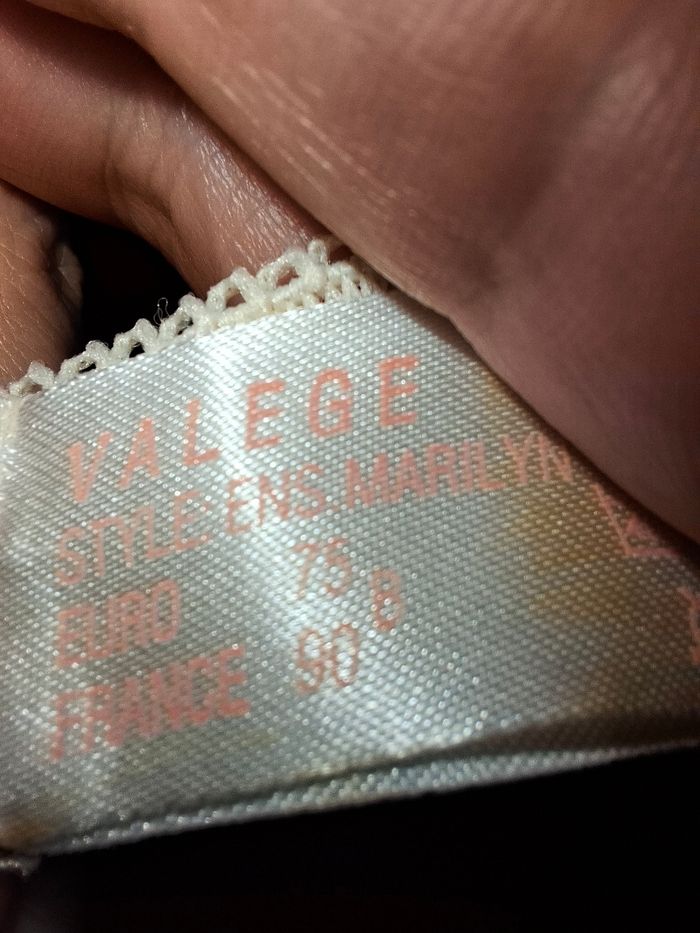 VALEGE
STYLE: ENS.MARILYN
EURO 75
B
FRANCE 90